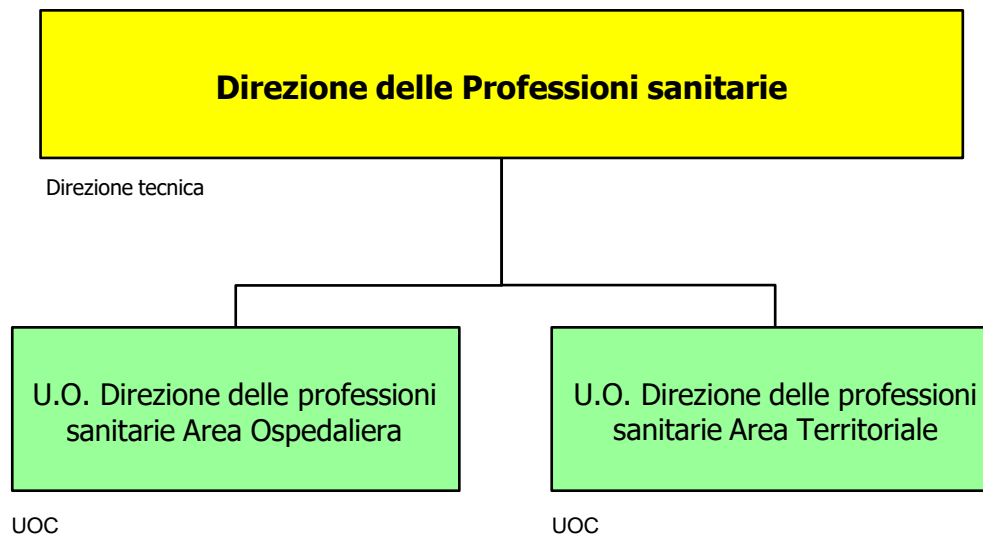 Direzione delle Professioni sanitarie
Direzione tecnica
U.O. Direzione delle professioni
sanitarie Area Ospedaliera
UOC
U.O. Direzione delle professioni
sanitarie Area Territoriale
UOC